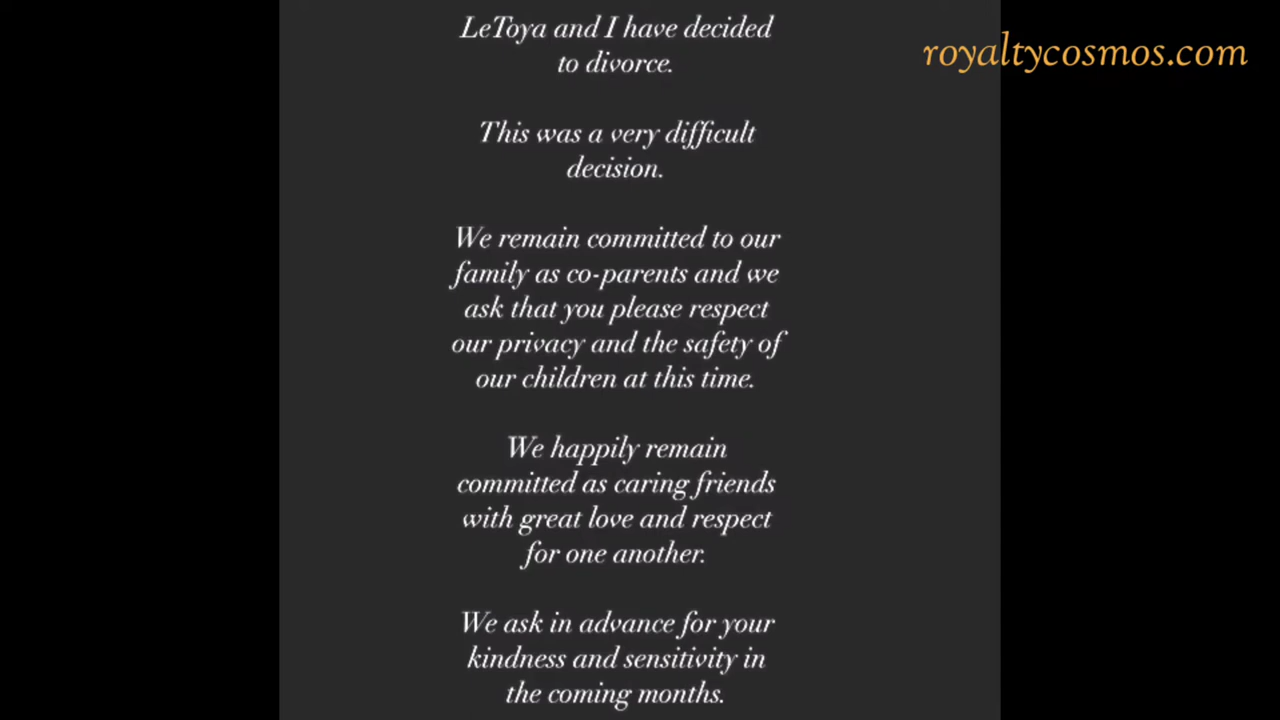 LeToya and I have decided
to divorce.
royaltycosmos.com
This was a very difficult
decision.
We remain committed to our
family as co-parents and we
ask that you please respect
our privacy and the safety of
our children at this time.
We happily remain
committed as caring friends
with great love and respect
for one another.
We ask in advance for your
kindness and sensitivity in
the coming months.